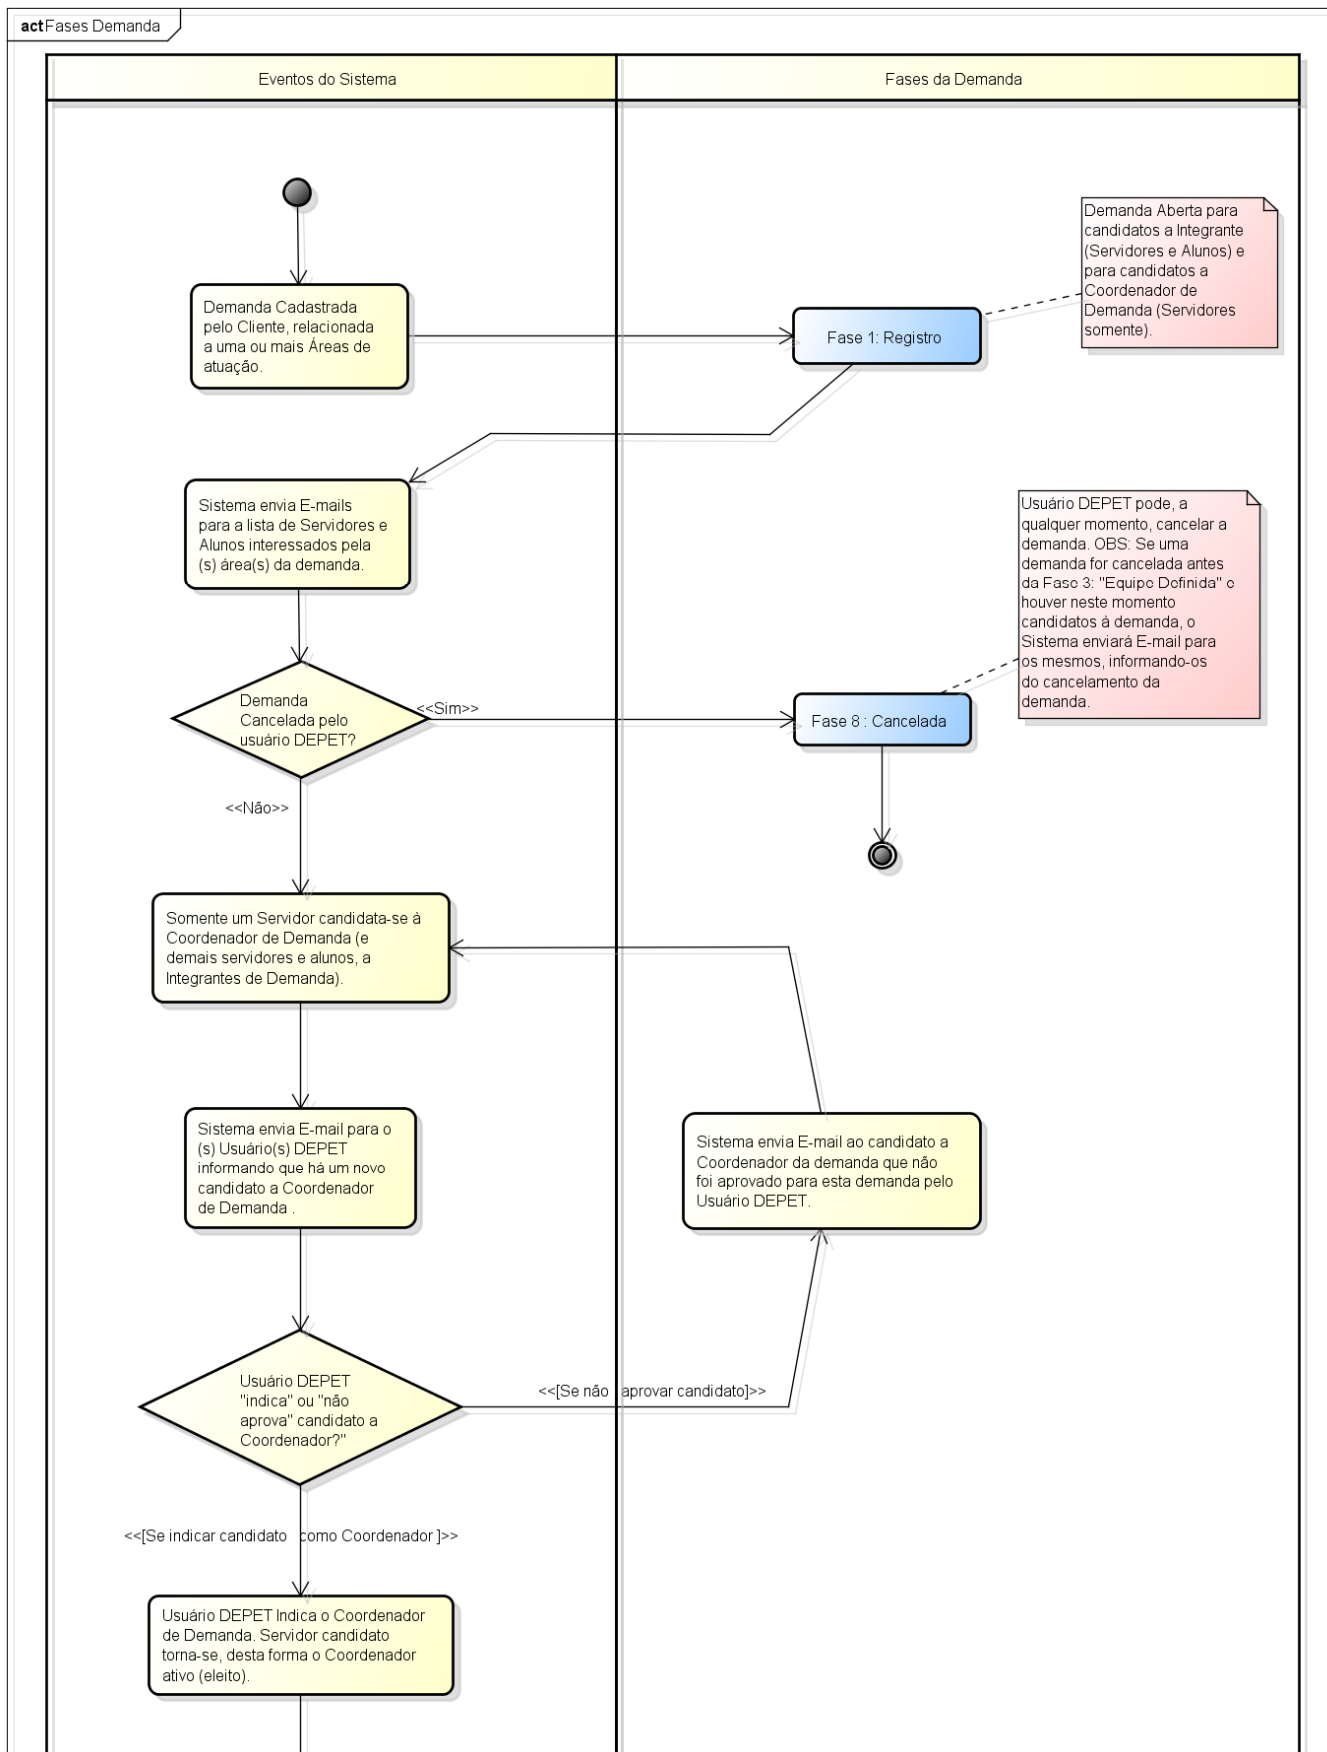 act Fases Demanda
Eventos do Sistema
Fases da Demanda
Demanda Aberta para
candidatos a Integrante
(Servidores e Alunos) e
para candidatos a
Coordenador de
Demanda (Servidores
somente).
Demanda Cadastrada
pelo Cliente, relacionada
a uma ou mais Áreas de
atuação.
Fase 1: Registro
Sistema envia E-mails
para a lista de Servidores e
Alunos interessados pela
(s) área(s) da demanda.
Usuário DEPET pode, a
qualquer momento, cancelar a
demanda. OBS: Se uma
demanda for cancelada antes
da Fase 3: "Equipe Definida" e
houver neste momento
candidatos à demanda, o
Sistema enviará E-mail para
os mesmos, informando-os
do cancelamento da
demanda.
Demanda
Cancelada pelo
usuário DEPET?
<<Sim>>
Fase 8 : Cancelada
<<Não>>
Somente um Servidor candidata-se à
Coordenador de Demanda (e
demais servidores e alunos, a
Integrantes de Demanda).
Sistema envia E-mail para o
(s) Usuário(s) DEPET
informando que há um novo
candidato a Coordenador
de Demanda .
Sistema envia E-mail ao candidato a
Coordenador da demanda que não
foi aprovado para esta demanda pelo
Usuário DEPET.
Usuário DEPET
"indica" ou "não
aprova" candidato a
Coordenador?"
<<[Se não aprovar candidato]>>
<<[Se indicar candidato como Coordenador ]>>
Usuário DEPET Indica o Coordenador
de Demanda. Servidor candidato
torna-se, desta forma o Coordenador
ativo (eleito).